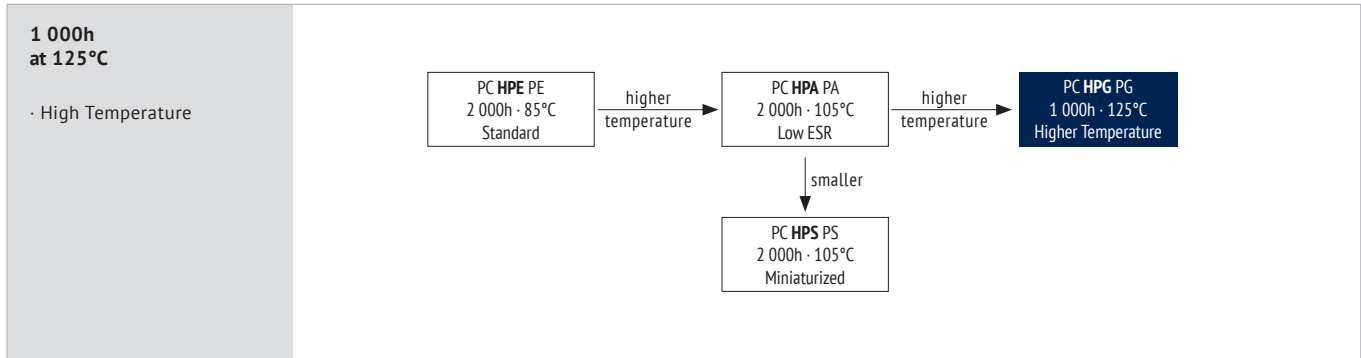 1 000h
at 125°C
· High Temperature
PC HPE PE
2 000h · 85°C
Standard
higher
temperature
PC HPA PA
2 000h · 105°C
Low ESR
higher
temperature
PC HPG PG
1 000h · 125°C
Higher Temperature
smaller
PC HPS PS
2 000h · 105°C
Miniaturized